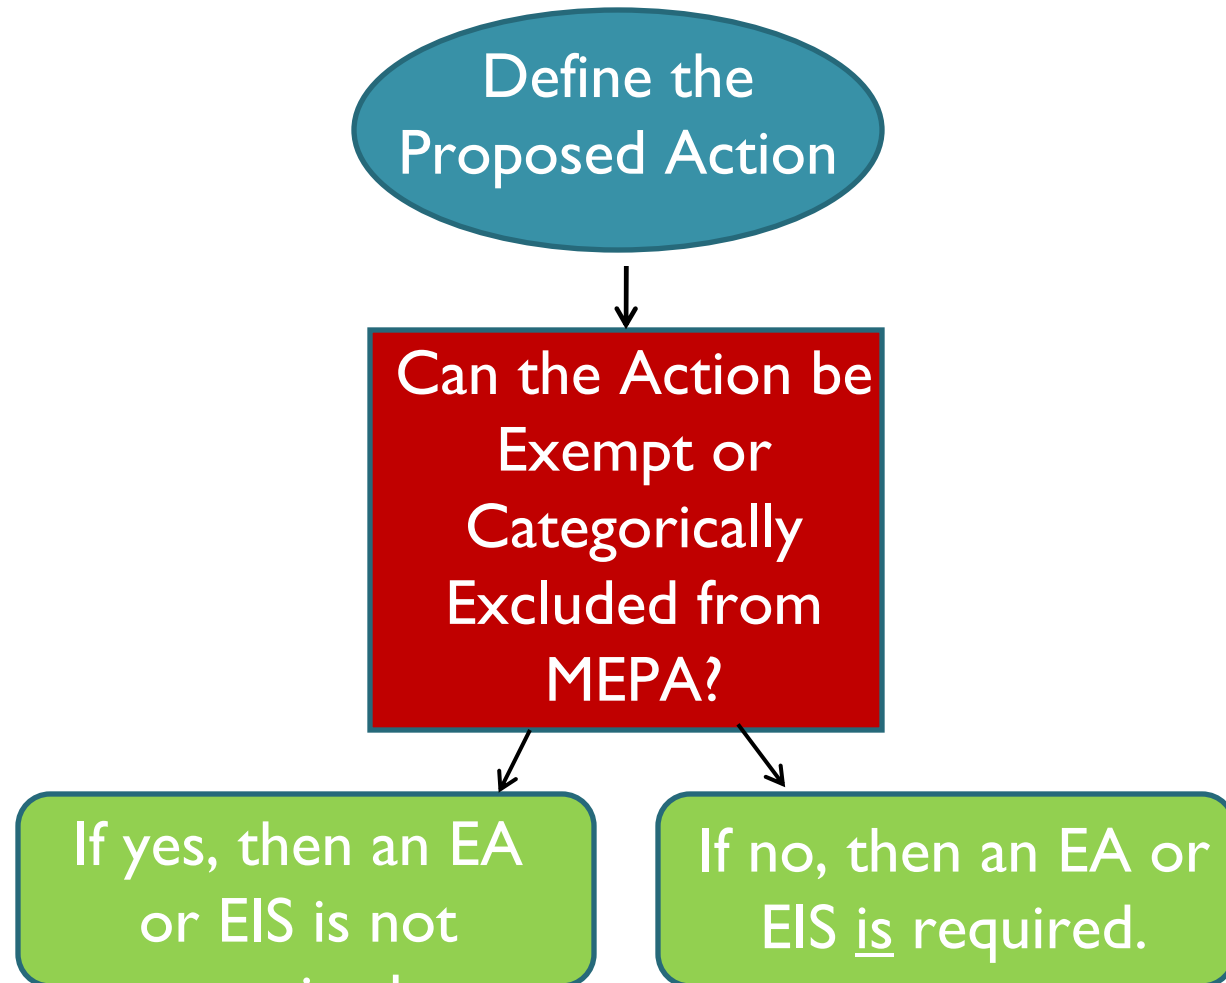 Define the
Proposed Action
Can the Action be
Exempt or
Categorically
Excluded from
MEPA?
If yes, then an EA
or EIS is not
If no, then an EA or
EIS is required.